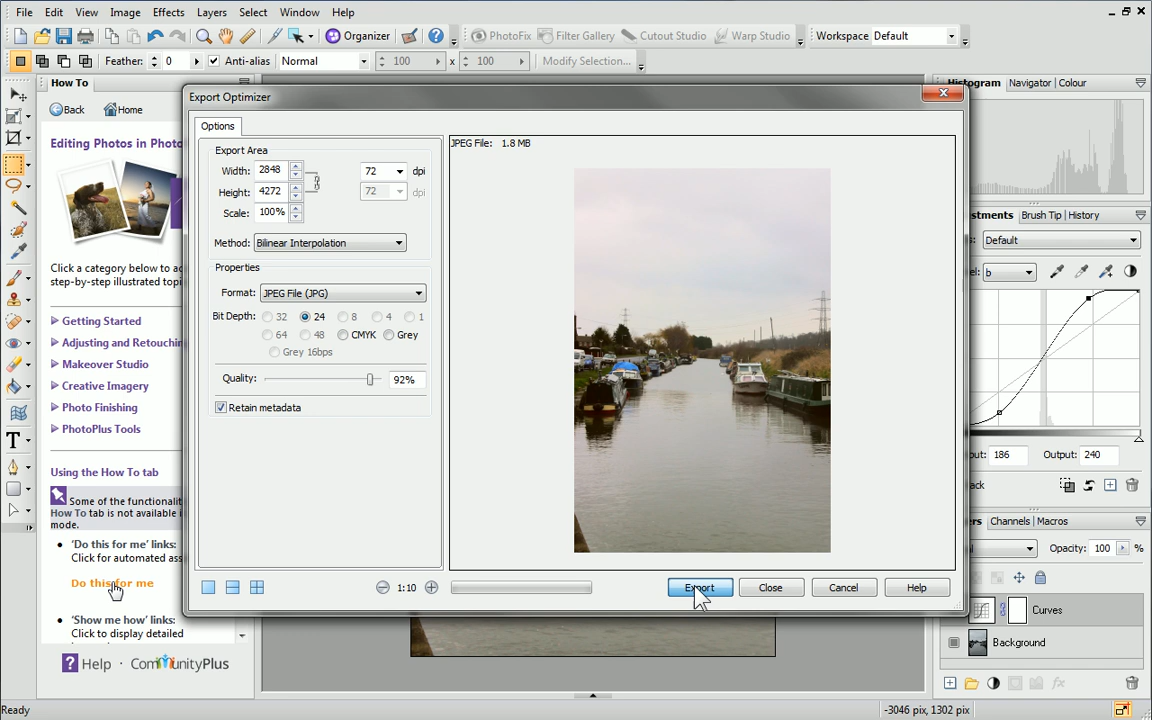 File Edit View Image Effects Layers Select Window Help
Organizer PhotoFix Filter Gallery Cutout Studio Warp Studio Workspace Default
Feather: 0 Anti-alias Normal 100 x 100 Modify Selection...
How To
Back Home
Editing Photos in Photo
Click a category below to ac
step-by-step illustrated topi
Getting Started
Adjusting and Retouchin
Makeover Studio
Creative Imagery
Photo Finishing
PhotoPlus Tools
Using the How To tab
Some of the functionalit
How To tab is not available i
mode.
'Do this for me' links:
Click for automated ass
Do this for me
'Show me how' links:
Click to display detailed
Help · CommunityPlus
Export Optimizer
Options
Export Area
Width: 2848 72 dpi
Height: 4272 72 dpi
Scale: 100%
Method: Bilinear Interpolation
Properties
Format: JPEG File (JPG)
Bit Depth: 32 24 8 4 1
64 48 CMYK Grey
Grey 16bps
Quality: 92%
Retain metadata
JPEG File: 1.8 MB
1:10
Export Close Cancel Help
Histogram Navigator Colour
stments Brush Tip History
s: Default
el: b
put: 186 Output: 240
ack
ers Channels Macros
al Opacity: 100 %
Curves
Background
Ready
-3046 pix, 1302 pix